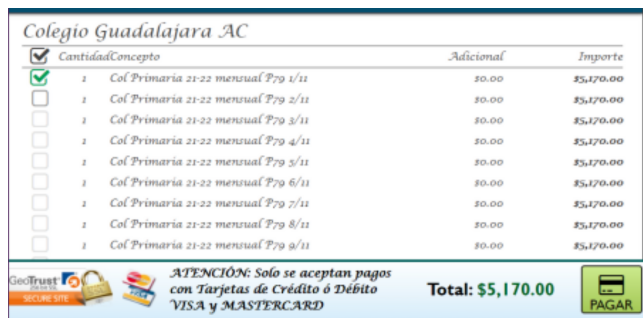 Colegio Guadalajara AC
Cantidad Concepto Adicional Importe
1 Col Primaria 21-22 mensual P79 1/11 $0.00 $5,170.00
1 Col Primaria 21-22 mensual P79 2/11 $0.00 $5,170.00
1 Col Primaria 21-22 mensual P79 3/11 $0.00 $5,170.00
1 Col Primaria 21-22 mensual P79 4/11 $0.00 $5,170.00
1 Col Primaria 21-22 mensual P79 5/11 $0.00 $5,170.00
1 Col Primaria 21-22 mensual P79 6/11 $0.00 $5,170.00
1 Col Primaria 21-22 mensual P79 7/11 $0.00 $5,170.00
1 Col Primaria 21-22 mensual P79 8/11 $0.00 $5,170.00
1 Col Primaria 21-22 mensual P79 9/11 $0.00 $5,170.00
GeoTrust
SECURE SITE
ATENCIÓN: Solo se aceptan pagos
con Tarjetas de Crédito ó Débito
VISA y MASTERCARD
Total: $5,170.00
PAGAR